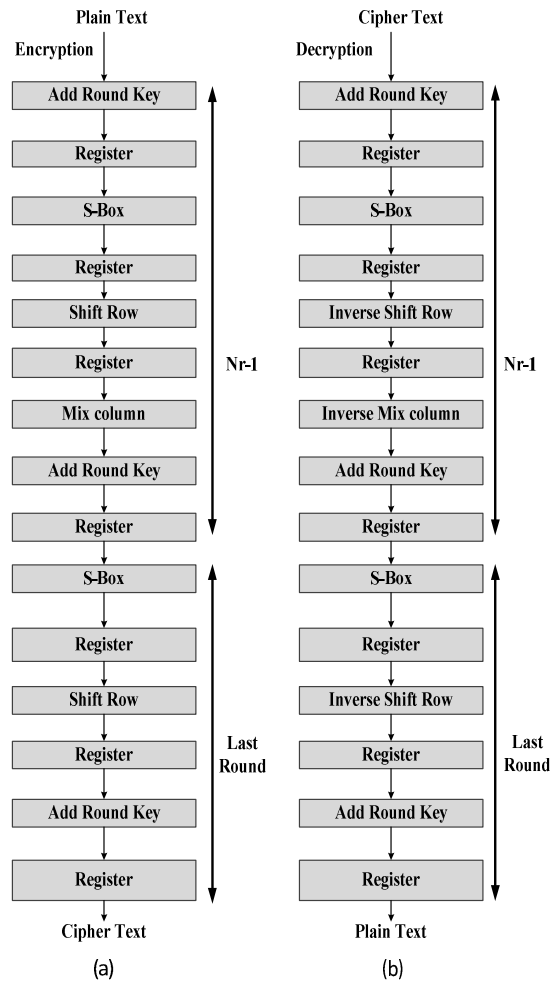 Plain Text
Encryption
Add Round Key
Register
S-Box
Register
Shift Row
Register
Mix column
Add Round Key
Register
Nr-1
S-Box
Register
Shift Row
Register
Add Round Key
Register
Last
Round
Cipher Text
(a)
Cipher Text
Decryption
Add Round Key
Register
S-Box
Register
Inverse Shift Row
Register
Inverse Mix column
Add Round Key
Register
Nr-1
S-Box
Register
Inverse Shift Row
Register
Add Round Key
Register
Last
Round
Plain Text
(b)